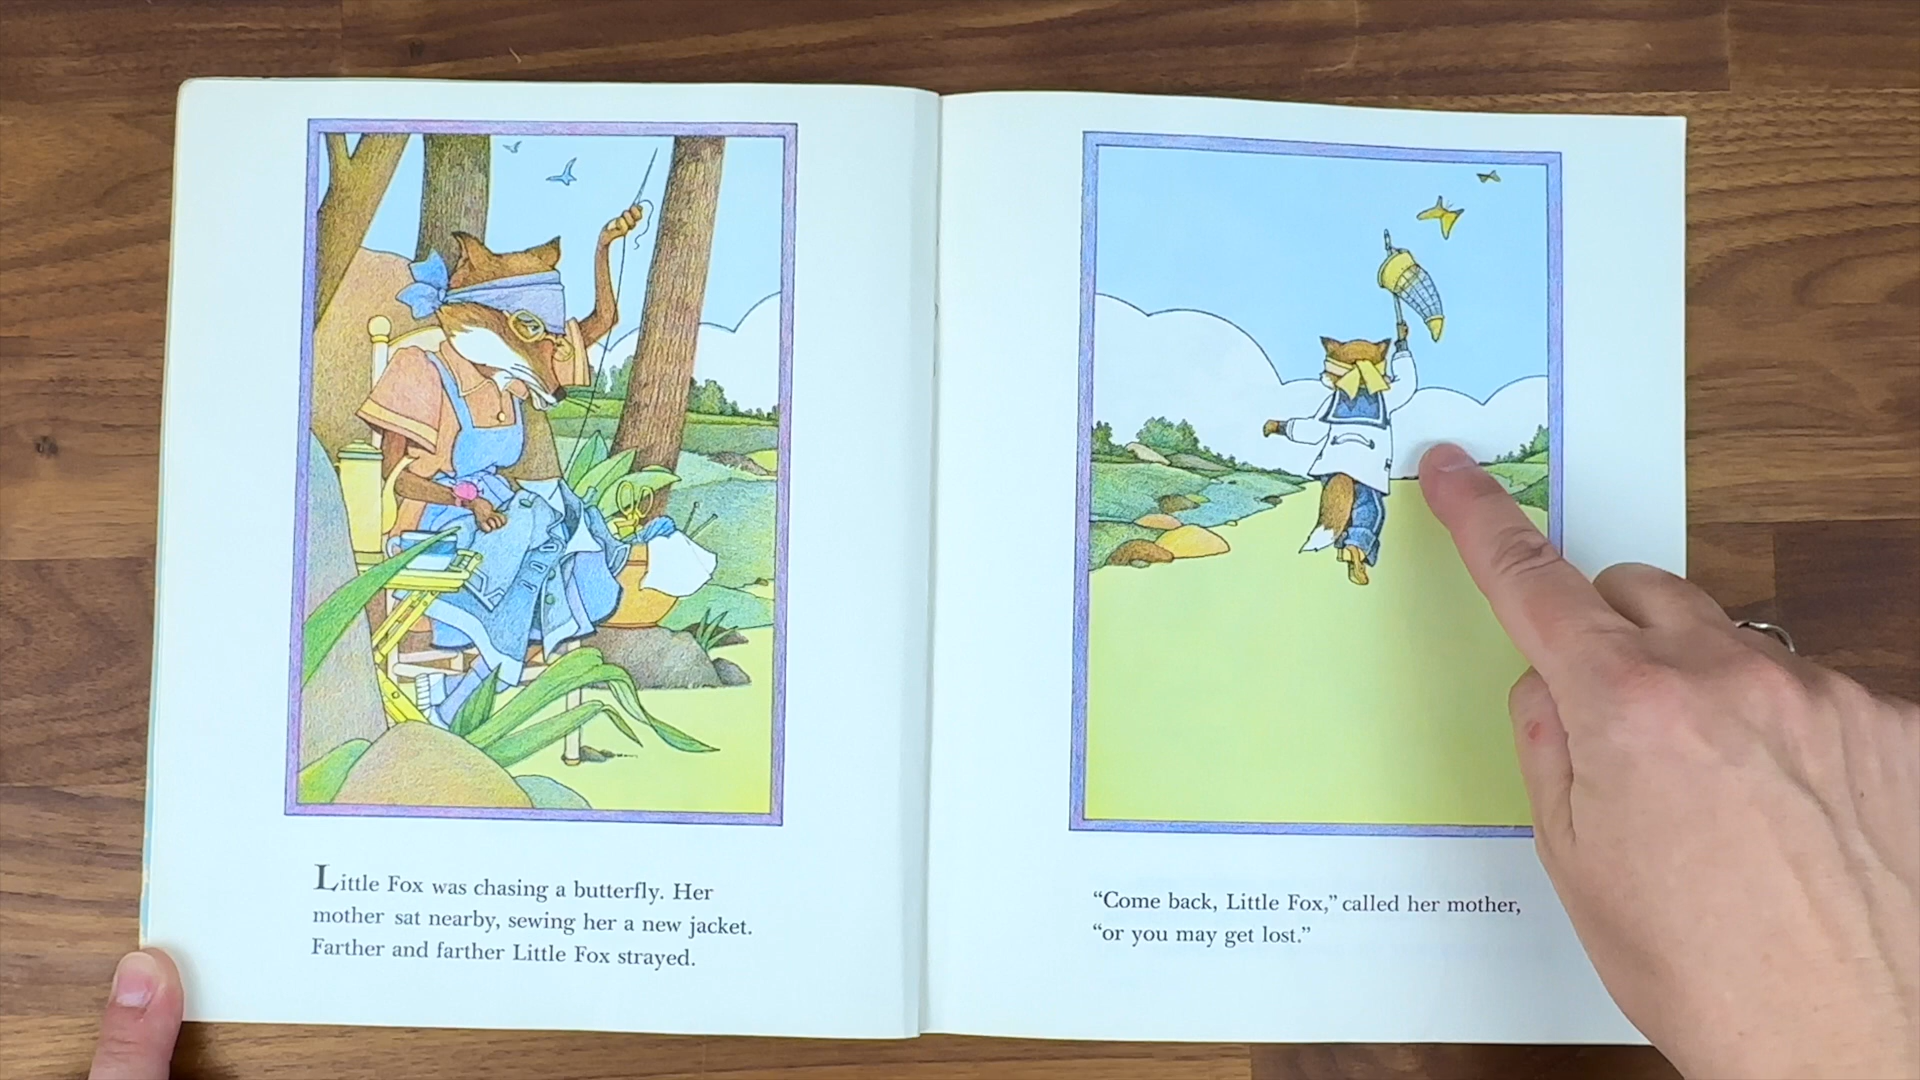 Little Fox was chasing a butterfly. Her
mother sat nearby, sewing her a new jacket.
Farther and farther Little Fox strayed.
“Come back, Little Fox,” called her mother,
“or you may get lost.”